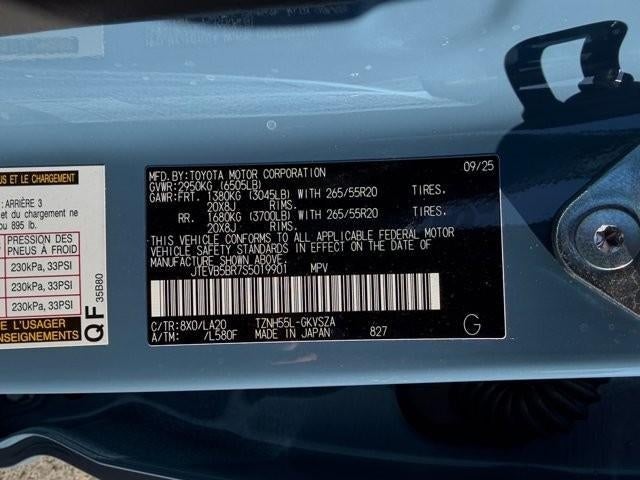 US ET LE CHARGEMENT
: ARRIÈRE 3
et du chargement ne
ou 895 lb.
PRESSION DES
PNEUS À FROID
230kPa, 33PSI
230kPa, 33PSI
E L'USAGER
NSEIGNEMENTS
QF
35B80
MFD.BY:TOYOTA MOTOR CORPORATION 09/25
GVWR:2950KG (6505LB)
GAWR:FRT. 1380KG (3045LB) WITH 265/55R20 TIRES.
20X8J RIMS.
RR. 1680KG (3700LB) WITH 265/55R20 TIRES.
20X8J RIMS.
THIS VEHICLE CONFORMS TO ALL APPLICABLE FEDERAL MOTOR
VEHICLE SAFETY STANDARDS IN EFFECT ON THE DATE OF
MANUFACTURE SHOWN ABOVE.
JTEVB5BR7S5019901 MPV
C/TR:8X0/LA20 TZNH55L-GKVSZA
A/TM: /L580F MADE IN JAPAN 827
G